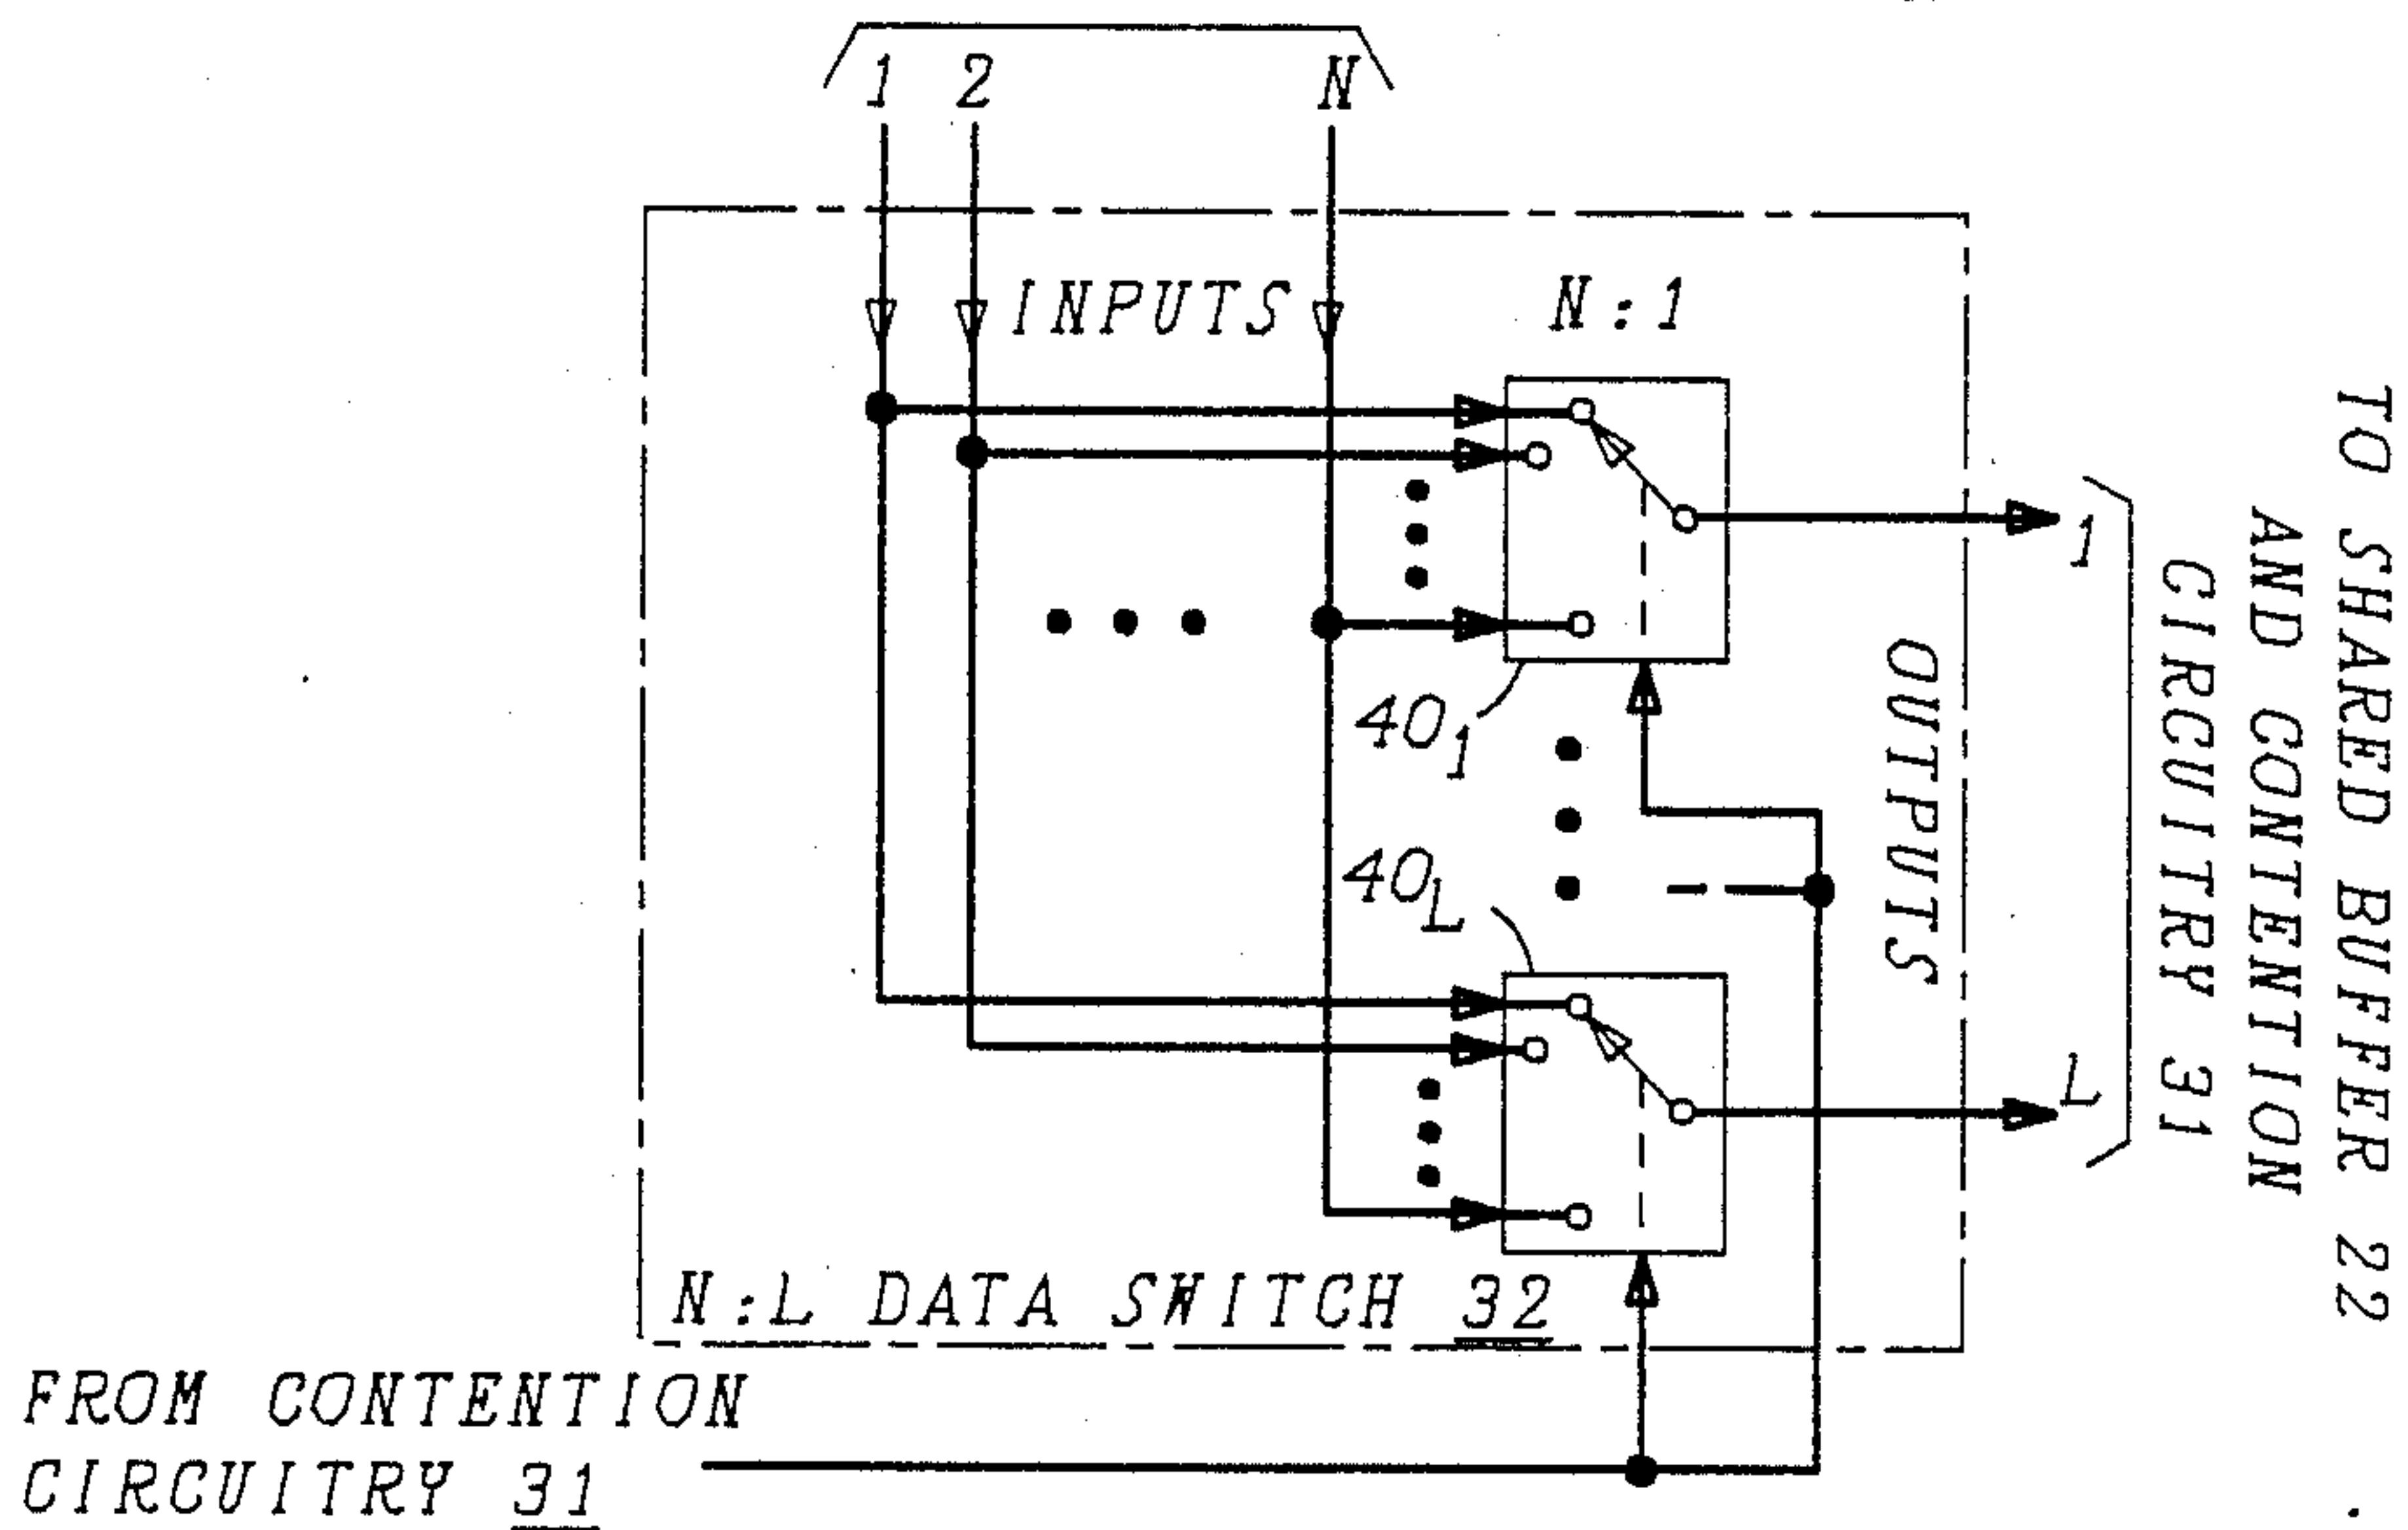 1 2 N
INPUTS
N:1
40₁
40L
1
L
OUTPUTS
TO SHARED BUFFER 22
AND CONTENTION
CIRCUITRY 31
N:L DATA SWITCH 32
FROM CONTENTION
CIRCUITRY 31